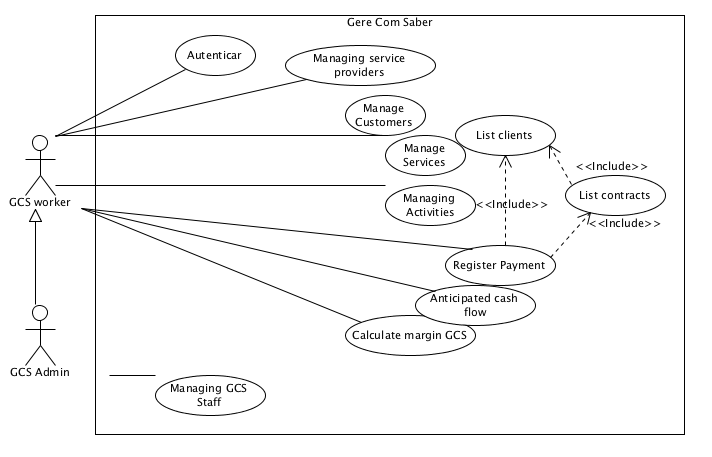 Gere Com Saber
Autenticar
Managing service
providers
Manage
Customers
List clients
Manage
Services
<<Include>>
List contracts
GCS worker
Managing
Activities
<<Include>>
<<Include>>
Register Payment
Anticipated cash
flow
Calculate margin GCS
GCS Admin
Managing GCS
Staff